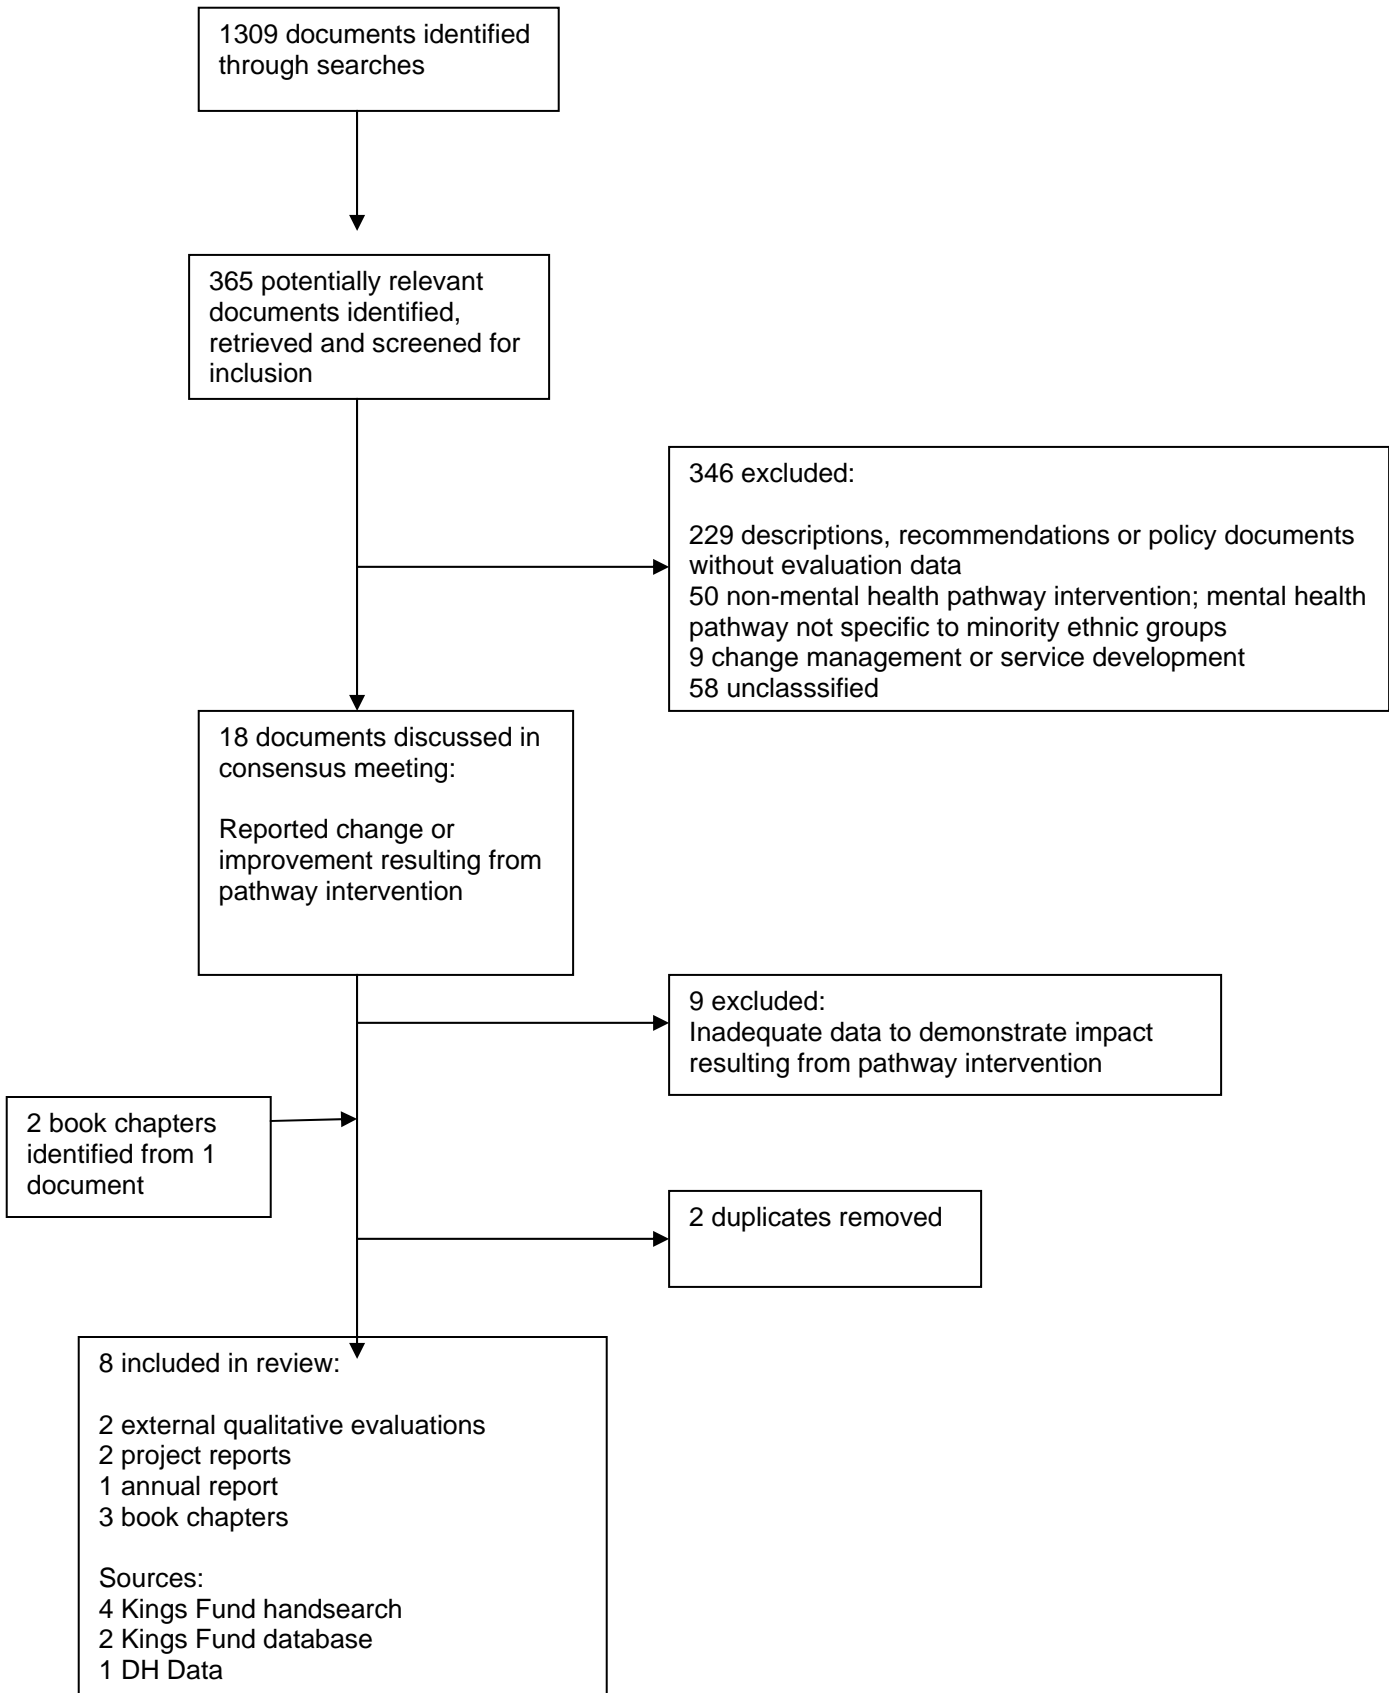 1309 documents identified
through searches
365 potentially relevant
documents identified,
retrieved and screened for
inclusion
346 excluded:
229 descriptions, recommendations or policy documents
without evaluation data
50 non-mental health pathway intervention; mental health
pathway not specific to minority ethnic groups
9 change management or service development
58 unclasssified
18 documents discussed in
consensus meeting:
Reported change or
improvement resulting from
pathway intervention
9 excluded:
Inadequate data to demonstrate impact
resulting from pathway intervention
2 book chapters
identified from 1
document
2 duplicates removed
8 included in review:
2 external qualitative evaluations
2 project reports
1 annual report
3 book chapters
Sources:
4 Kings Fund handsearch
2 Kings Fund database
1 DH Data